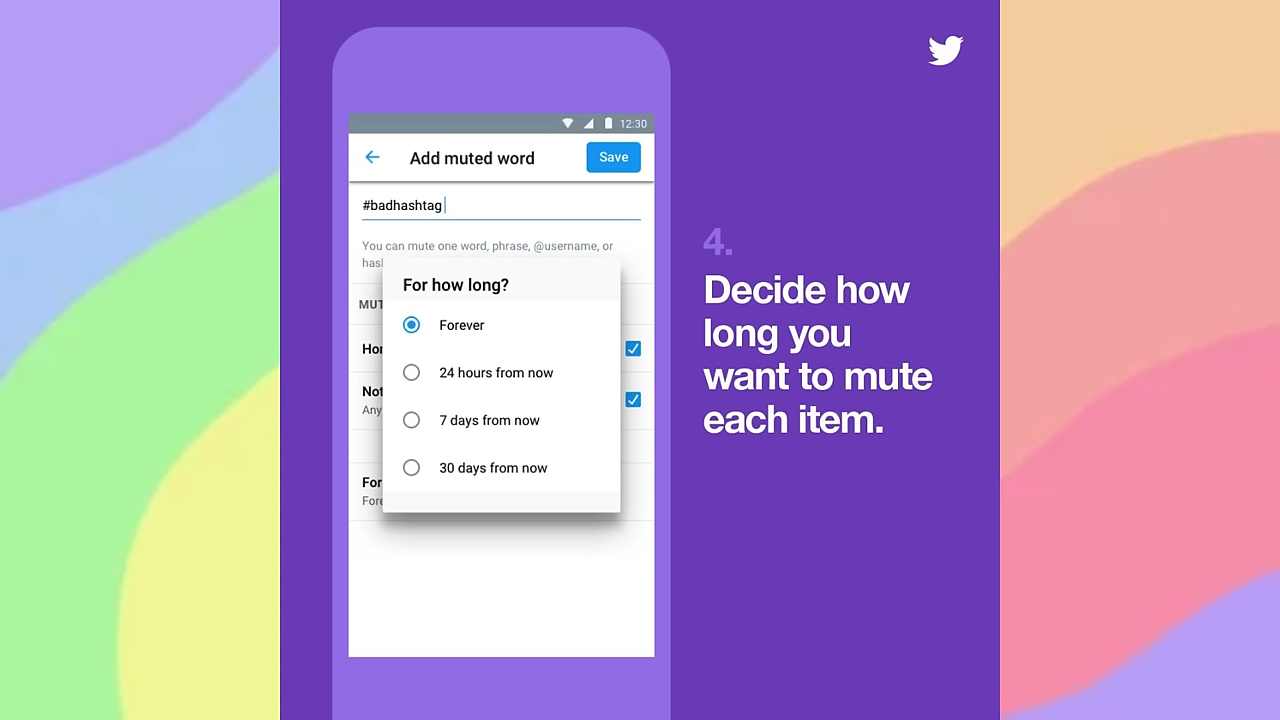 12:30
Add muted word
Save
#badhashtag
You can mute one word, phrase, @username, or
For how long?
Forever
24 hours from now
7 days from now
30 days from now
4.
Decide how
long you
want to mute
each item.